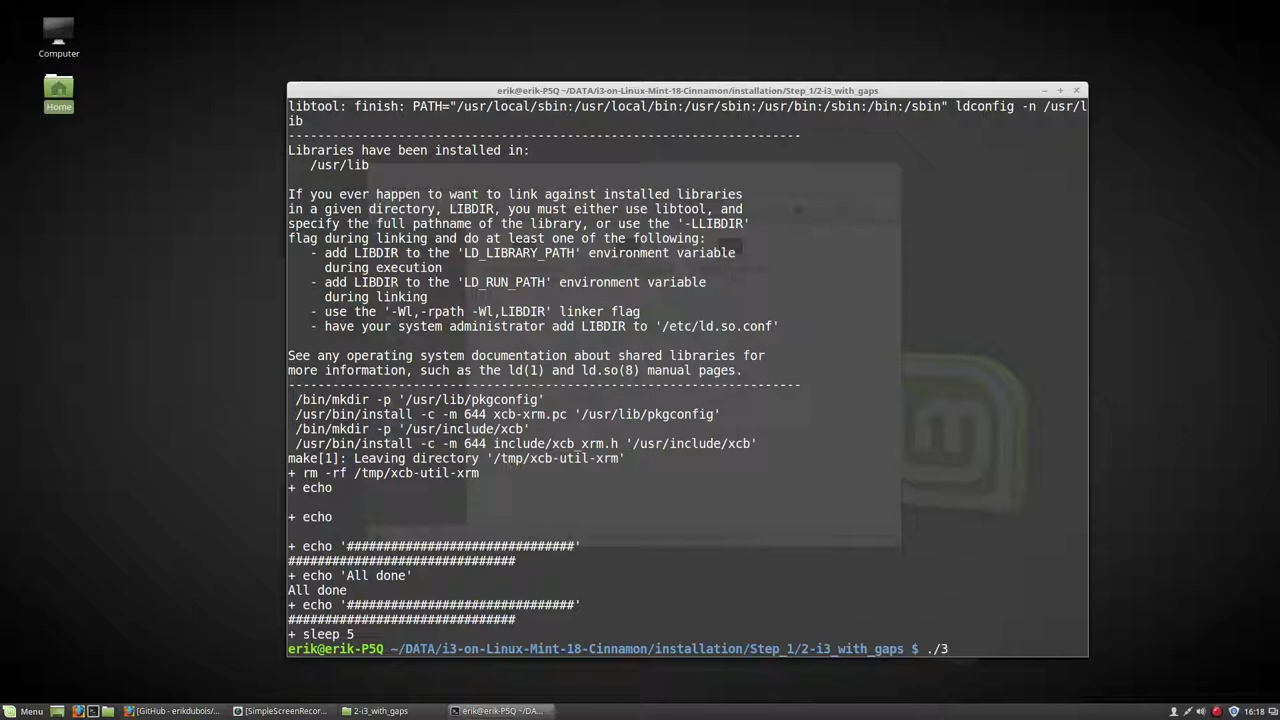 Computer
Home
erik@erik-P5Q ~/DATA/i3-on-Linux-Mint-18-Cinnamon/installation/Step_1/2-i3_with_gaps
libtool: finish: PATH="/usr/local/sbin:/usr/local/bin:/usr/sbin:/usr/bin:/sbin:/bin:/sbin" ldconfig -n /usr/l
ib
----------------------------------------------------------------------
Libraries have been installed in:
   /usr/lib
If you ever happen to want to link against installed libraries
in a given directory, LIBDIR, you must either use libtool, and
specify the full pathname of the library, or use the '-LLIBDIR'
flag during linking and do at least one of the following:
   - add LIBDIR to the 'LD_LIBRARY_PATH' environment variable
     during execution
   - add LIBDIR to the 'LD_RUN_PATH' environment variable
     during linking
   - use the '-Wl,-rpath -Wl,LIBDIR' linker flag
   - have your system administrator add LIBDIR to '/etc/ld.so.conf'
See any operating system documentation about shared libraries for
more information, such as the ld(1) and ld.so(8) manual pages.
----------------------------------------------------------------------
 /bin/mkdir -p '/usr/lib/pkgconfig'
 /usr/bin/install -c -m 644 xcb-xrm.pc '/usr/lib/pkgconfig'
 /bin/mkdir -p '/usr/include/xcb'
 /usr/bin/install -c -m 644 include/xcb_xrm.h '/usr/include/xcb'
make[1]: Leaving directory '/tmp/xcb-util-xrm'
+ rm -rf /tmp/xcb-util-xrm
+ echo
+ echo
+ echo '###############################'
###############################
+ echo 'All done'
All done
+ echo '###############################'
###############################
+ sleep 5
erik@erik-P5Q ~/DATA/i3-on-Linux-Mint-18-Cinnamon/installation/Step_1/2-i3_with_gaps $ ./3
Menu [GitHub - erikdubois/... [SimpleScreenRecor... 2-i3_with_gaps erik@erik-P5Q ~/DA... 16:18